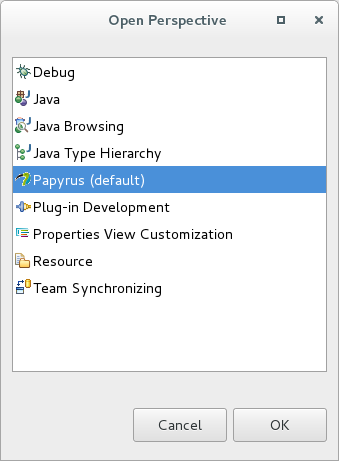 Open Perspective
Debug
Java
Java Browsing
Java Type Hierarchy
Papyrus (default)
Plug-in Development
Properties View Customization
Resource
Team Synchronizing
Cancel
OK